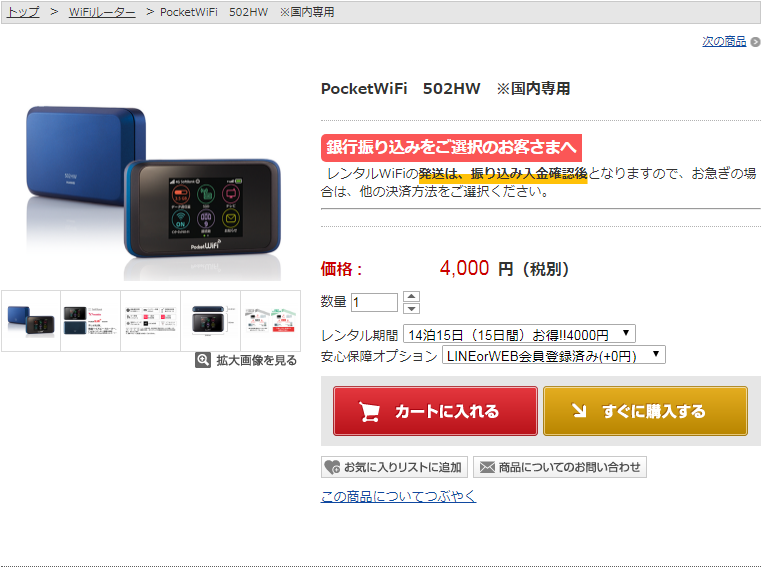 トップ > WiFiルーター > PocketWiFi 502HW ※国内専用
次の商品
PocketWiFi 502HW ※国内専用
銀行振り込みをご選択のお客さまへ
レンタルWiFiの発送は、振り込み入金確認後となりますので、お急ぎの場
合は、他の決済方法をご選択ください。
価格： 4,000 円（税別）
数量 1
レンタル期間 14泊15日（15日間）お得!!4000円
安心保障オプション LINEorWEB会員登録済み(+0円)
カートに入れる
すぐに購入する
お気に入りリストに追加
商品についてのお問い合わせ
この商品についてつぶやく
Pocket WiFi
拡大画像を見る